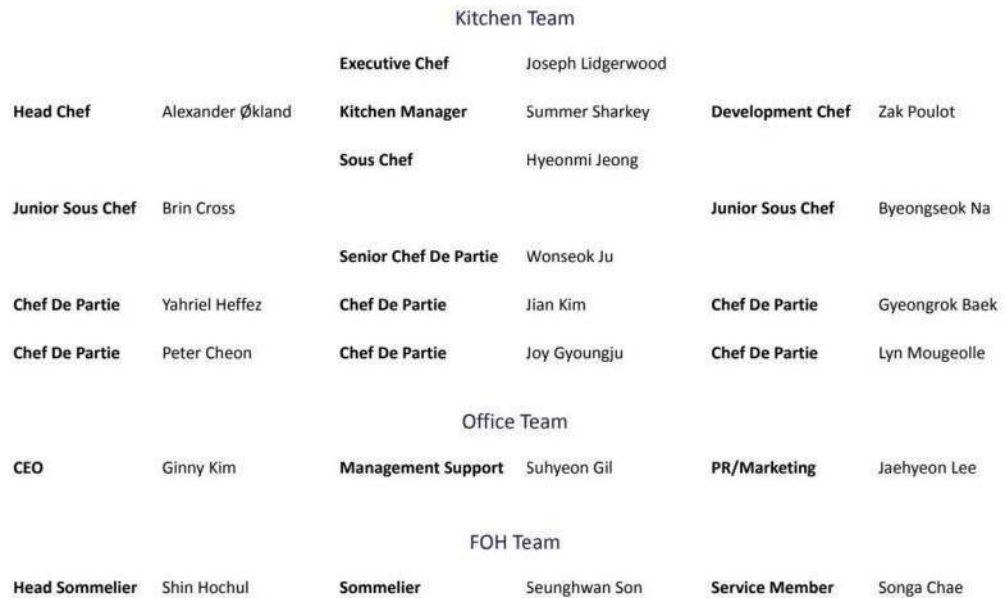 Kitchen Team
Executive Chef Joseph Lidgerwood
Head Chef Alexander Økland Kitchen Manager Summer Sharkey Development Chef Zak Poulot
Sous Chef Hyeonmi Jeong
Junior Sous Chef Brin Cross Junior Sous Chef Byeongseok Na
Senior Chef De Partie Wonseok Ju
Chef De Partie Yahriel Heffez Chef De Partie Jian Kim Chef De Partie Gyeongrok Baek
Chef De Partie Peter Cheon Chef De Partie Joy Gyoungju Chef De Partie Lyn Mougeolle
Office Team
CEO Ginny Kim Management Support Suhyeon Gil PR/Marketing Jaehyeon Lee
FOH Team
Head Sommelier Shin Hochul Sommelier Seunghwan Son Service Member Songa Chae